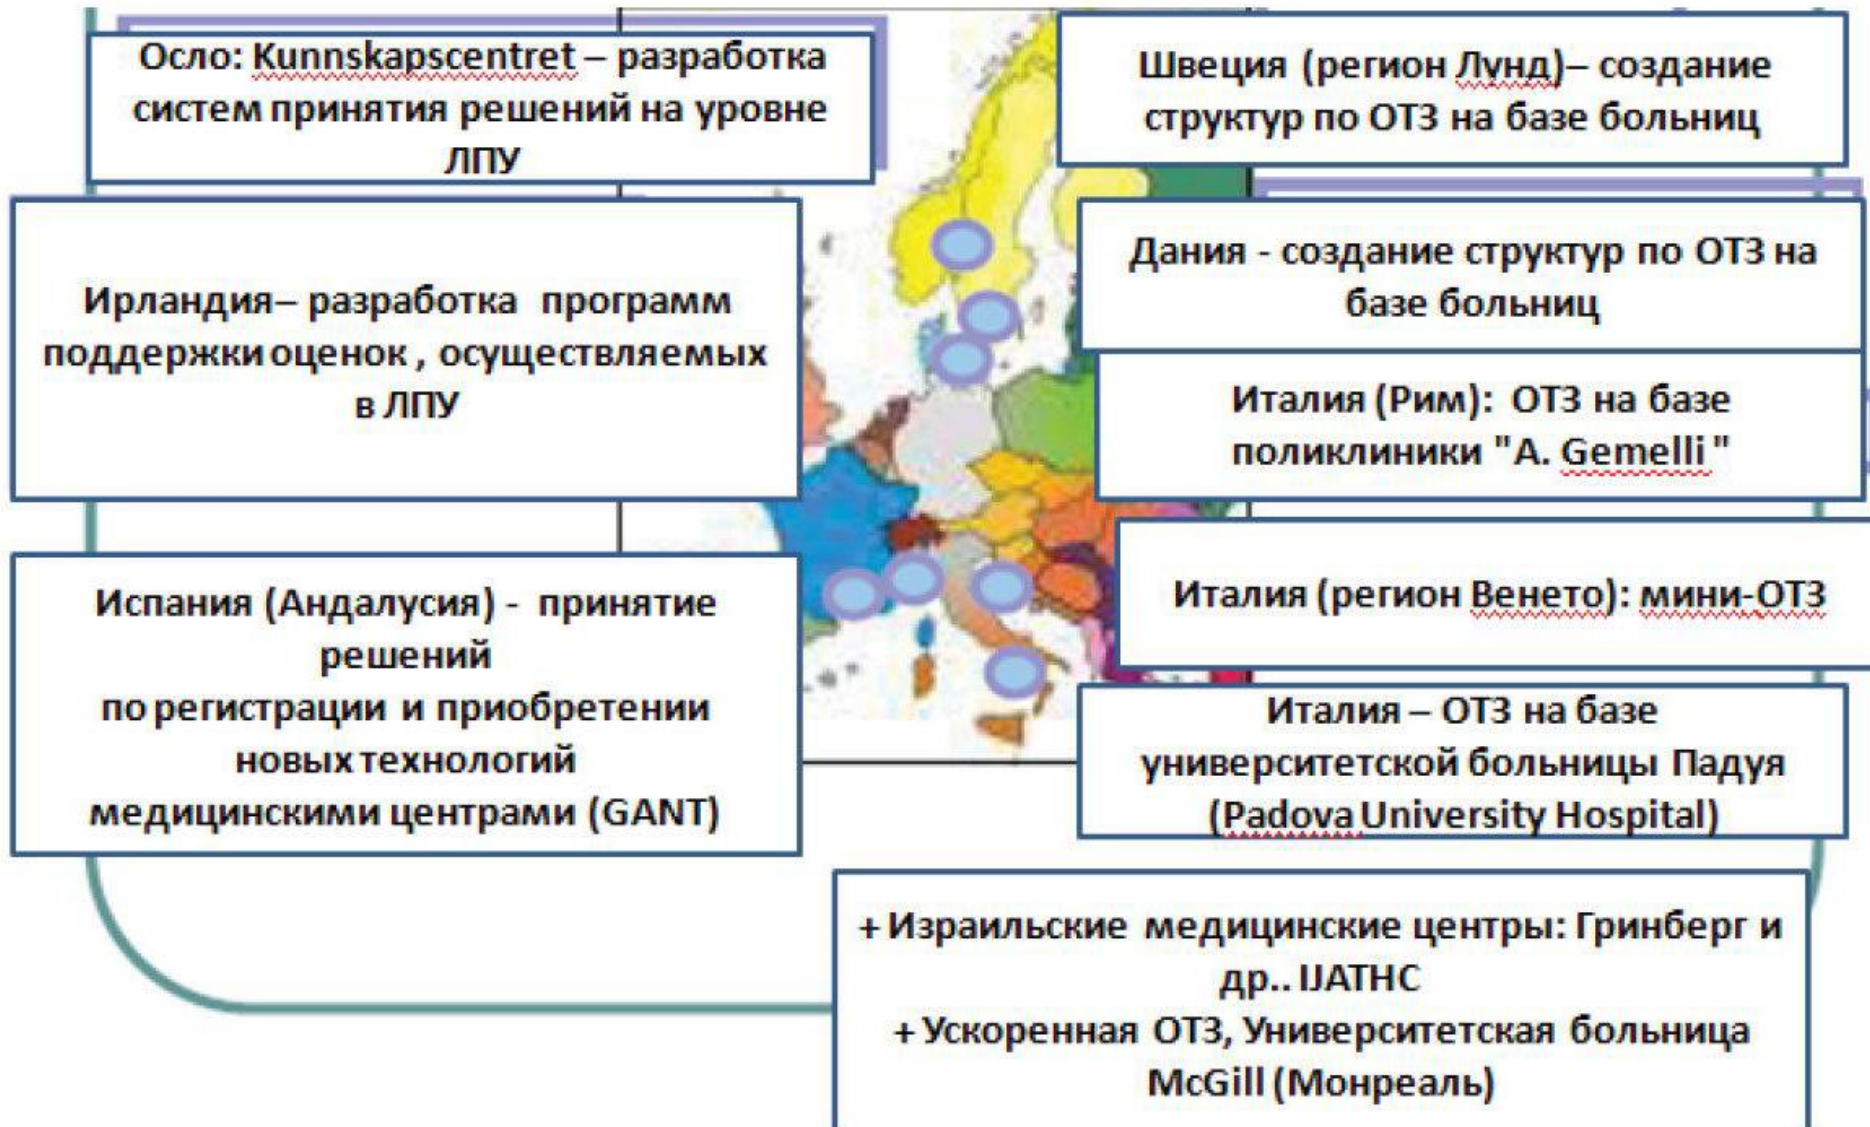 Осло: Kunnskapscentret – разработка
систем принятия решений на уровне
ЛПУ
Ирландия– разработка программ
поддержки оценок , осуществляемых
в ЛПУ
Испания (Андалусия) - принятие
решений
по регистрации и приобретении
новых технологий
медицинскими центрами (GANT)
Швеция (регион Лунд)– создание
структур по ОТЗ на базе больниц
Дания - создание структур по ОТЗ на
базе больниц
Италия (Рим): ОТЗ на базе
поликлиники "A. Gemelli "
Италия (регион Венето): мини-ОТЗ
Италия – ОТЗ на базе
университетской больницы Падуя
(Padova University Hospital)
+ Израильские медицинские центры: Гринберг и
др.. IJATHC
+ Ускоренная ОТЗ, Университетская больница
McGill (Монреаль)